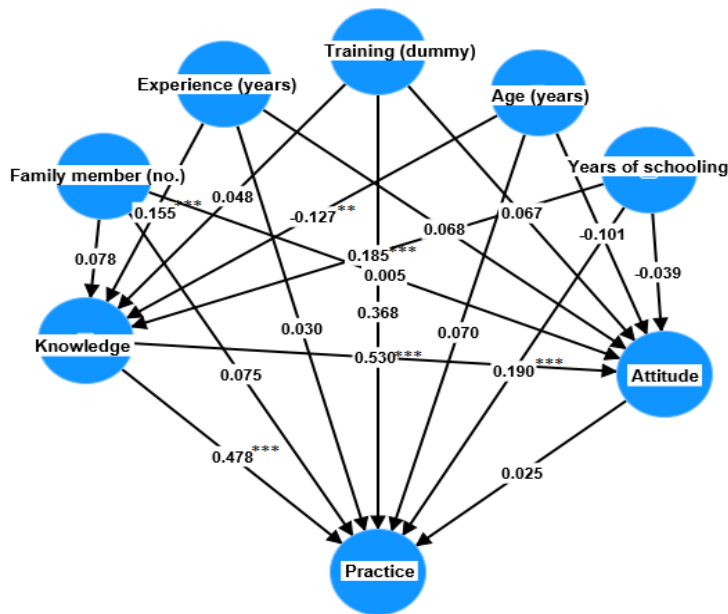 Training (dummy)
Experience (years)
Age (years)
Years of schooling
Family member (no.)
0.155***
0.048
-0.127**
0.068
0.067
-0.101
0.078
0.185***
0.005
-0.039
0.368
0.030
0.070
Knowledge
0.530***
0.190***
Attitude
0.075
0.478***
0.025
Practice